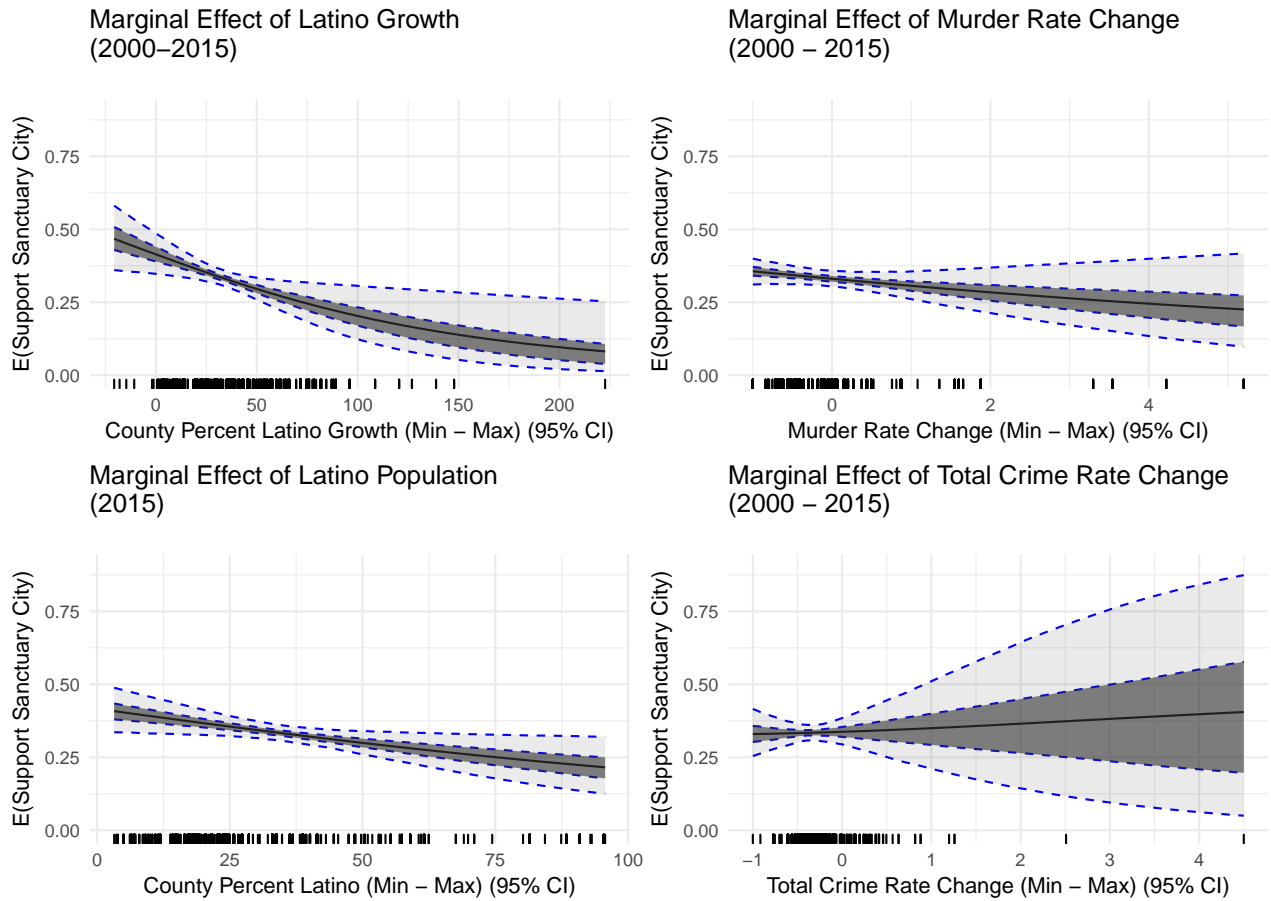 Marginal Effect of Latino Growth
(2000–2015)
E(Support Sanctuary City)
0.75
0.50
0.25
0.00
0 50 100 150 200
County Percent Latino Growth (Min − Max) (95% CI)
Marginal Effect of Murder Rate Change
(2000 − 2015)
E(Support Sanctuary City)
0.75
0.50
0.25
0.00
0 2 4
Murder Rate Change (Min − Max) (95% CI)
Marginal Effect of Latino Population
(2015)
E(Support Sanctuary City)
0.75
0.50
0.25
0.00
0 25 50 75 100
County Percent Latino (Min − Max) (95% CI)
Marginal Effect of Total Crime Rate Change
(2000 − 2015)
E(Support Sanctuary City)
0.75
0.50
0.25
0.00
−1 0 1 2 3 4
Total Crime Rate Change (Min − Max) (95% CI)